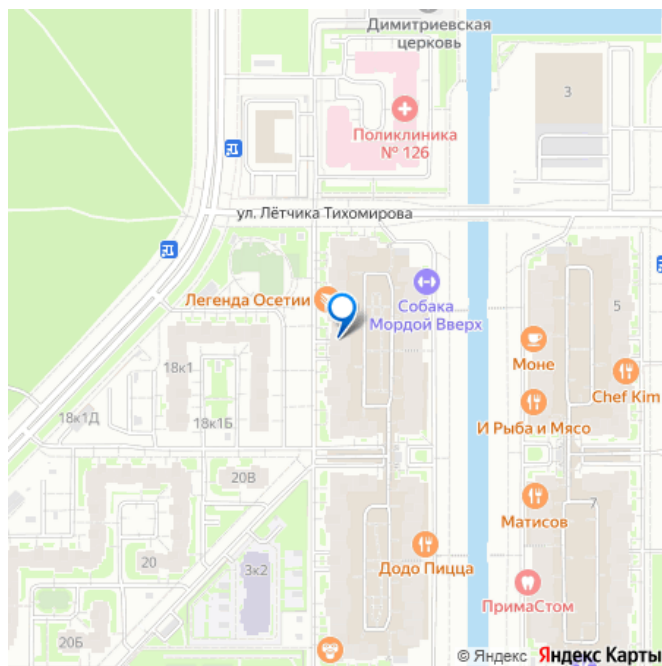 Димитриевская
церковь
3
Поликлиника
№ 126
ул. Лётчика Тихомирова
Легенда Осетии
Собака
Мордой Вверх
5
18к1
Моне
Chef Kim
18к1Д
18к1Б
И Рыба и Мясо
20В
7
Матисов
20
3к2
Додо Пицца
ПримаСтом
20Б
© Яндекс Яндекс Карты